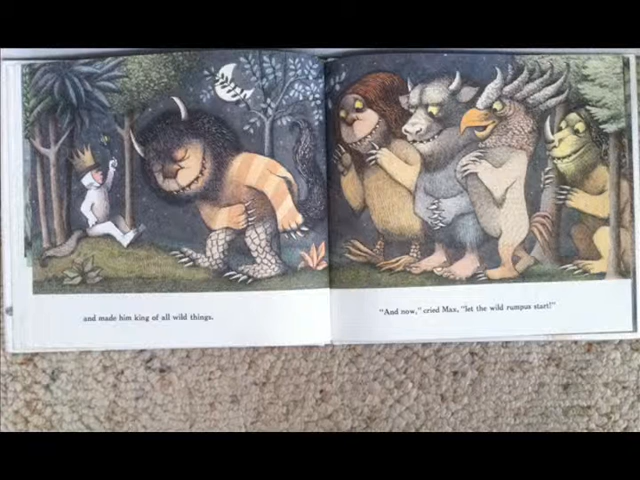 and made him king of all wild things.
"And now," cried Max, "let the wild rumpus start!"